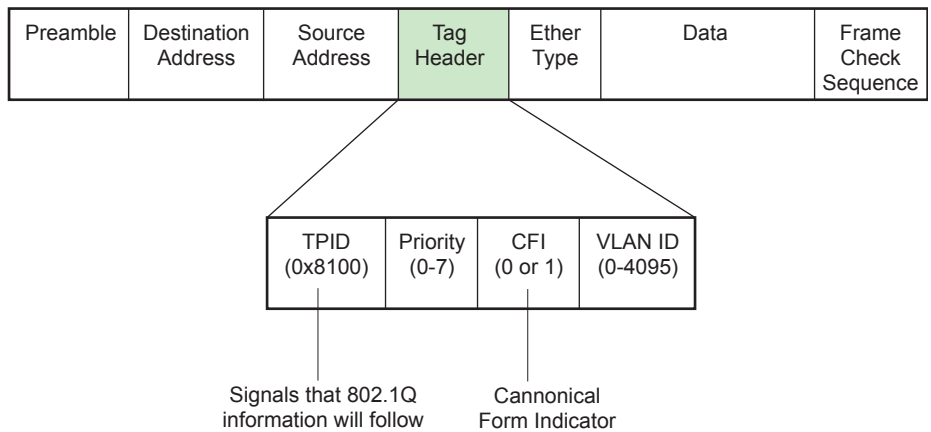 Preamble
Destination
Address
Source
Address
Tag
Header
Ether
Type
Data
Frame
Check
Sequence
TPID
(0x8100)
Priority
(0-7)
CFI
(0 or 1)
VLAN ID
(0-4095)
Signals that 802.1Q
information will follow
Cannonical
Form Indicator